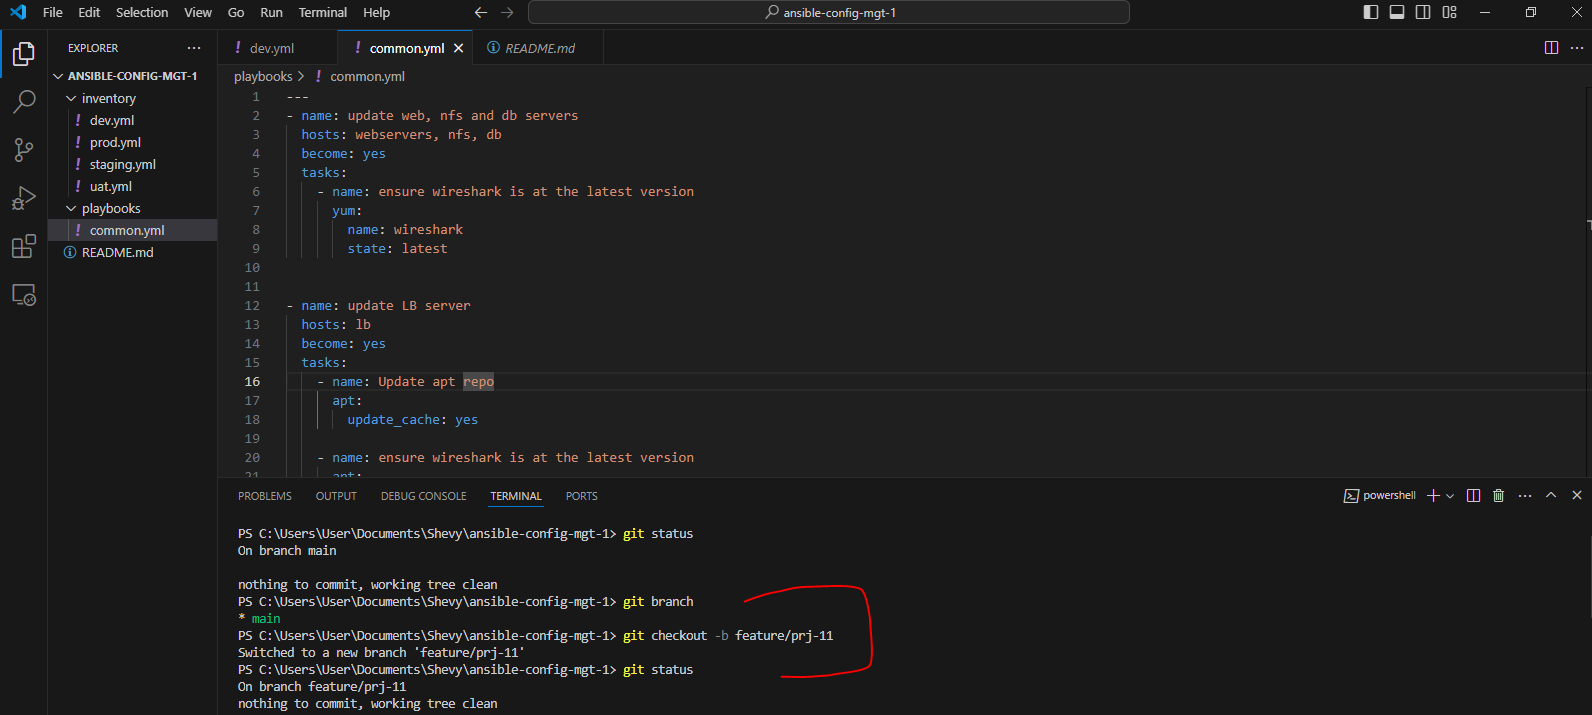 File Edit Selection View Go Run Terminal Help
ansible-config-mgt-1
EXPLORER
ANSIBLE-CONFIG-MGT-1
inventory
! dev.yml
! prod.yml
! staging.yml
! uat.yml
playbooks
! common.yml
README.md
! dev.yml
! common.yml
README.md
playbooks > ! common.yml
1 ---
2 - name: update web, nfs and db servers
3 hosts: webservers, nfs, db
4 become: yes
5 tasks:
6 - name: ensure wireshark is at the latest version
7 yum:
8 name: wireshark
9 state: latest
10
11
12 - name: update LB server
13 hosts: lb
14 become: yes
15 tasks:
16 - name: Update apt repo
17 apt:
18 update_cache: yes
19
20 - name: ensure wireshark is at the latest version
21 apt:
PROBLEMS OUTPUT DEBUG CONSOLE TERMINAL PORTS
powershell
PS C:\Users\User\Documents\Shevy\ansible-config-mgt-1> git status
On branch main
nothing to commit, working tree clean
PS C:\Users\User\Documents\Shevy\ansible-config-mgt-1> git branch
* main
PS C:\Users\User\Documents\Shevy\ansible-config-mgt-1> git checkout -b feature/prj-11
Switched to a new branch 'feature/prj-11'
PS C:\Users\User\Documents\Shevy\ansible-config-mgt-1> git status
On branch feature/prj-11
nothing to commit, working tree clean